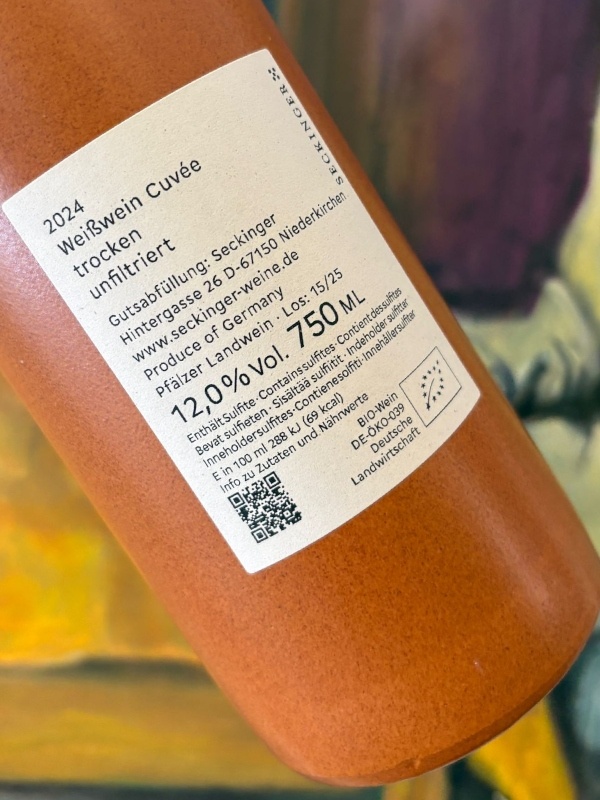 SECKINGER
2024
Weißwein Cuvée
trocken
unfiltriert
Gutsabfüllung: Seckinger
Hintergasse 26 D-67150 Niederkirchen
www.seckinger-weine.de
Produce of Germany
Pfälzer Landwein · Los: 15/25
12,0 % Vol. 750 ML
Enthält Sulfite · Contains sulfites · Contient des sulfites
Bevat sulfieten · Sisältää sulfiitit · Indeholder sulfitter
Inneholder sulfites · Contiene solfiti · Innehåller sulfiter
E in 100 ml 288 kJ (69 kcal)
Info zu Zutaten und Nährwerte
BIO-Wein
DE-ÖKO-039
Deutsche
Landwirtschaft